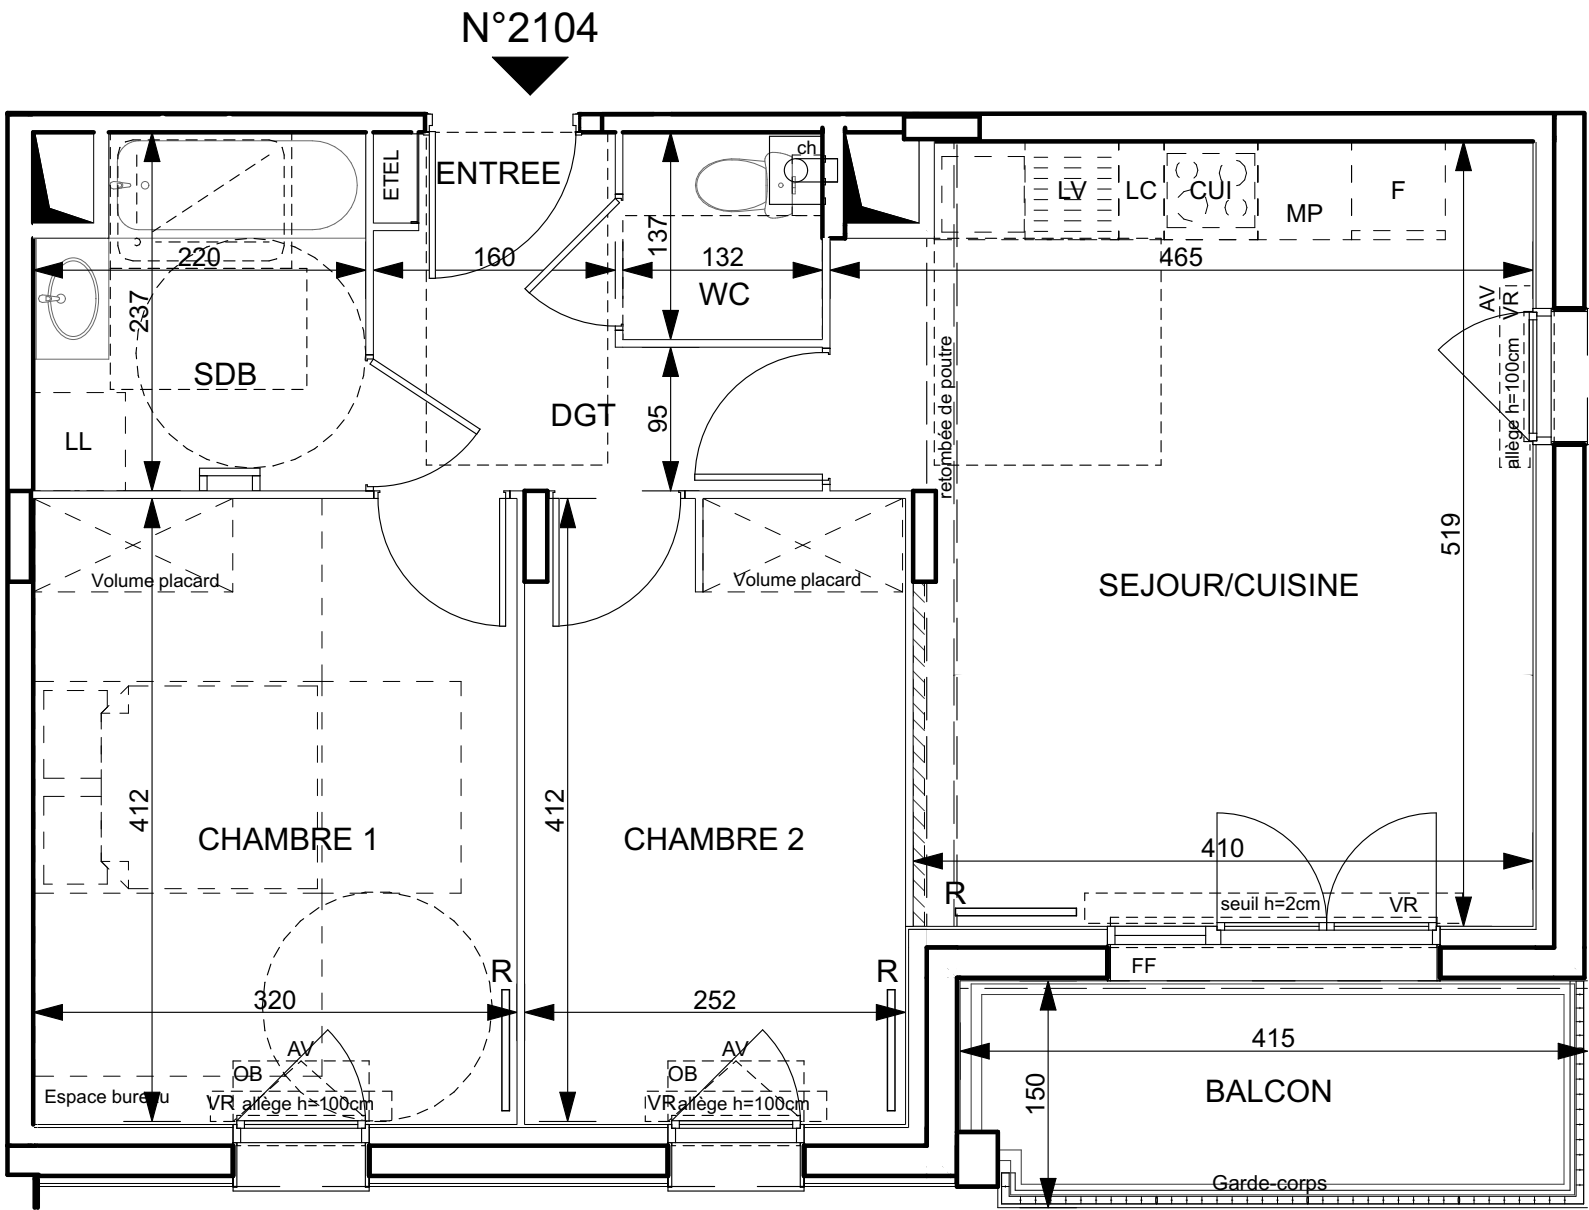 N°2104
ENTREE
ETEL
ch
LV
LC
CUI
MP
F
220
160
137
132
WC
465
237
SDB
AV
VR
allège h=100cm
retombée de poutre
DGT
95
LL
519
Volume placard
Volume placard
SEJOUR/CUISINE
412
CHAMBRE 1
412
CHAMBRE 2
410
R
seuil h=2cm
VR
R
R
FF
320
252
415
AV
OB
AV
OB
BALCON
150
Espace bureau
VR allège h=100cm
VR allège h=100cm
Garde-corps